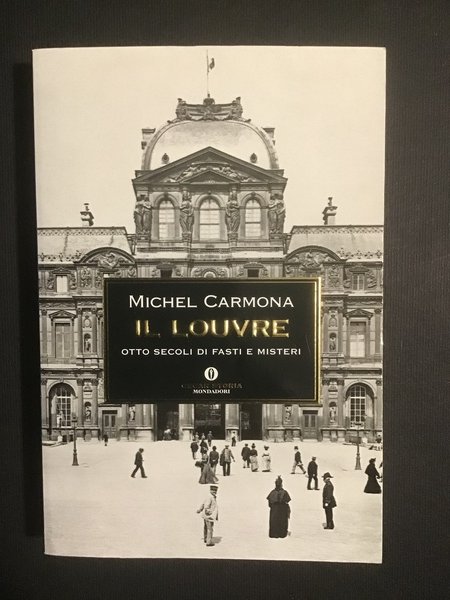 MICHEL CARMONA
IL LOUVRE
OTTO SECOLI DI FASTI E MISTERI
OSCAR STORIA
MONDADORI